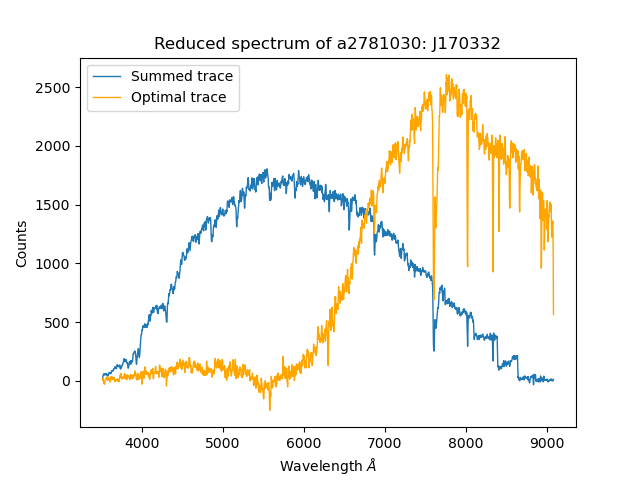 Reduced spectrum of a2781030: J170332
Summed trace
Optimal trace
Counts
2500
2000
1500
1000
500
0
4000 5000 6000 7000 8000 9000
Wavelength Å